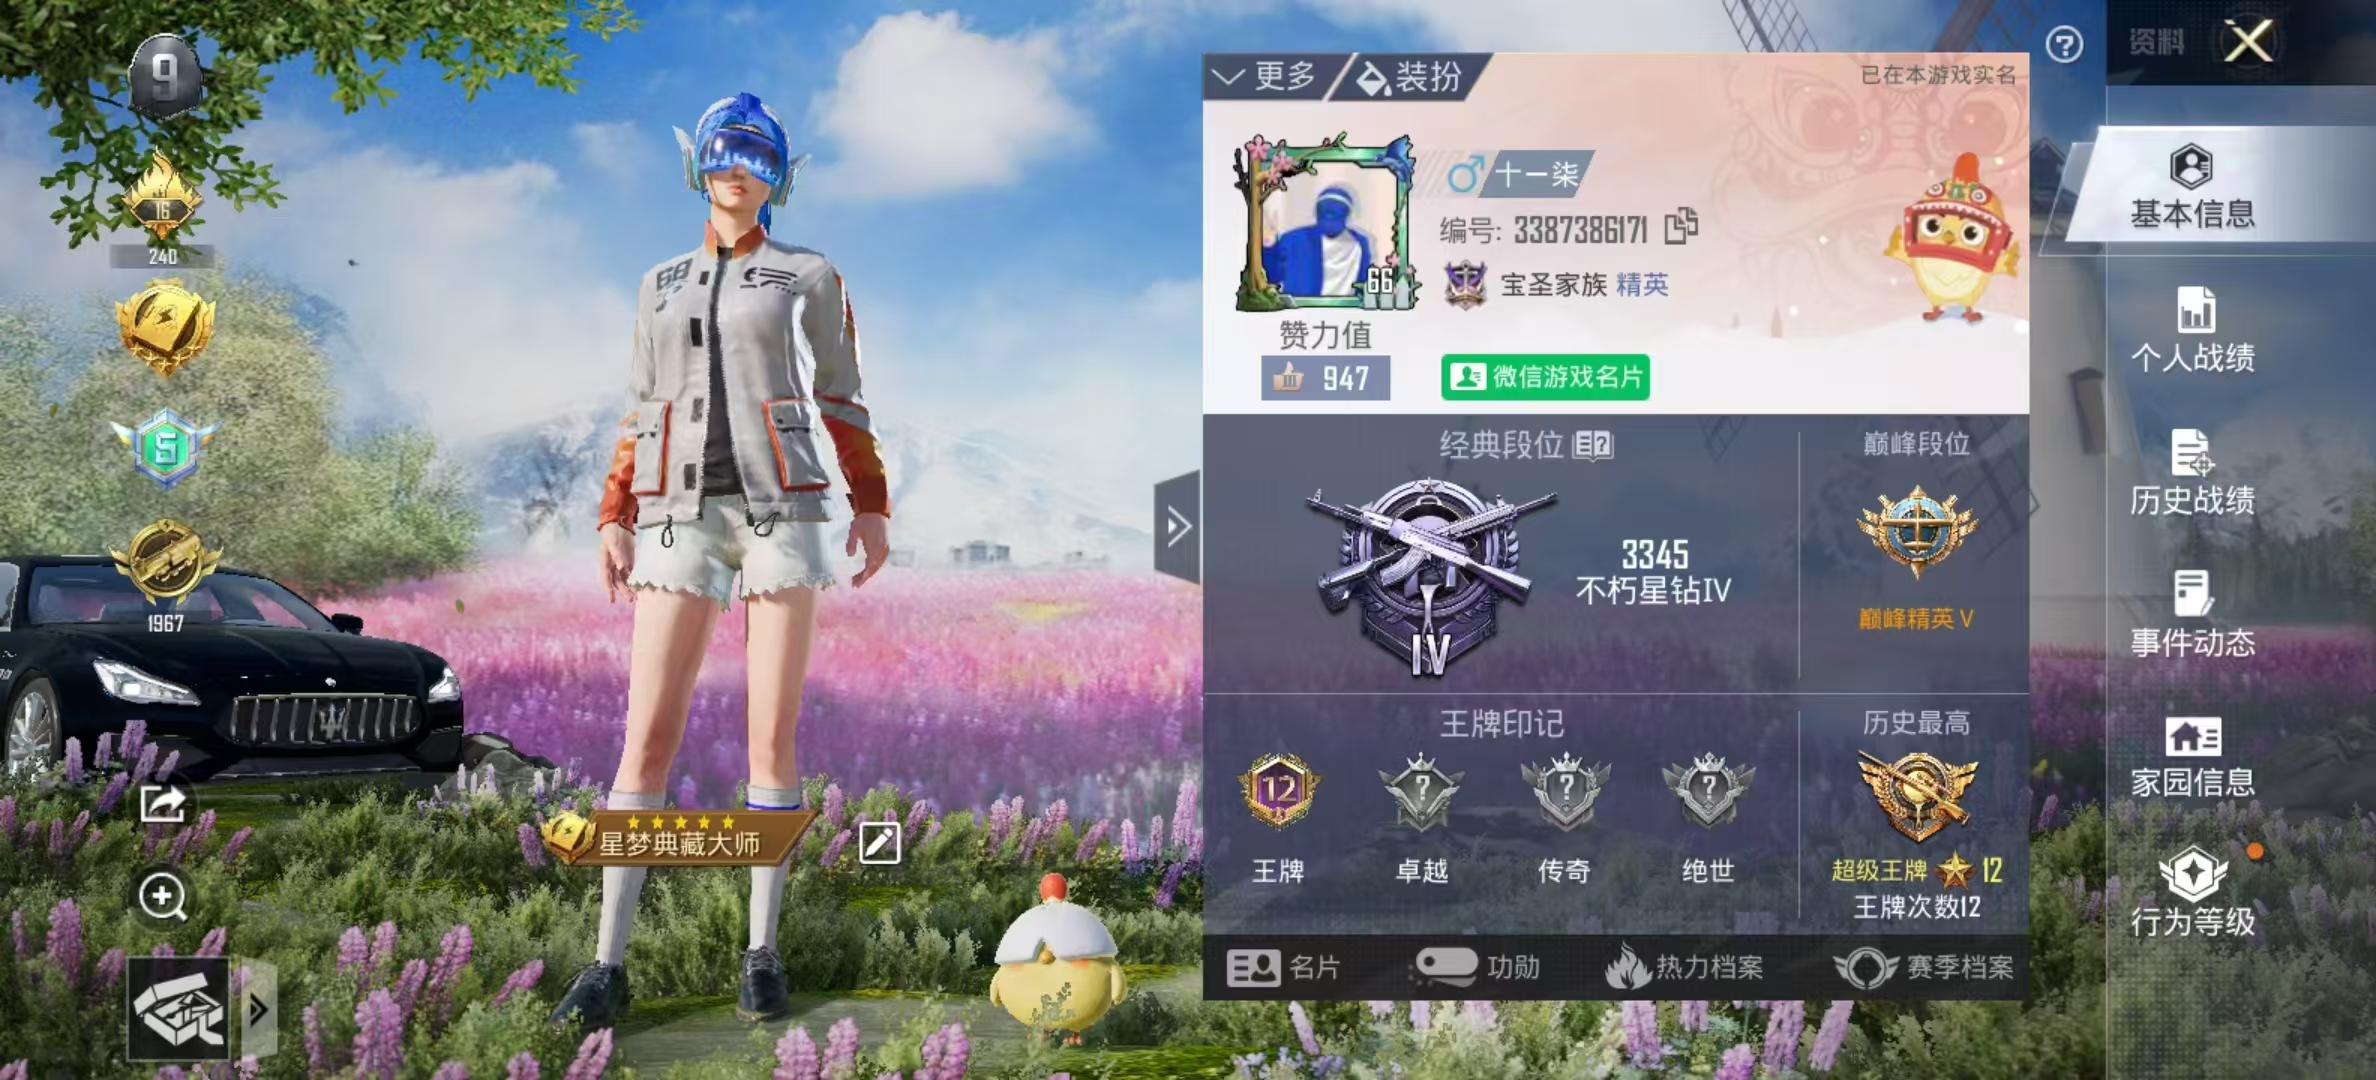 9
16
240
S
1967
68
星梦典藏大师
更多
装扮
已在本游戏实名
十一柒
编号: 3387386171
宝圣家族 精英
66
赞力值
947
微信游戏名片
经典段位
3345
不朽星钻IV
IV
巅峰段位
巅峰精英 V
王牌印记
12
王牌
?
卓越
?
传奇
?
绝世
历史最高
超级王牌 12
王牌次数12
名片
功勋
热力档案
赛季档案
?
资料
基本信息
个人战绩
历史战绩
事件动态
家园信息
行为等级